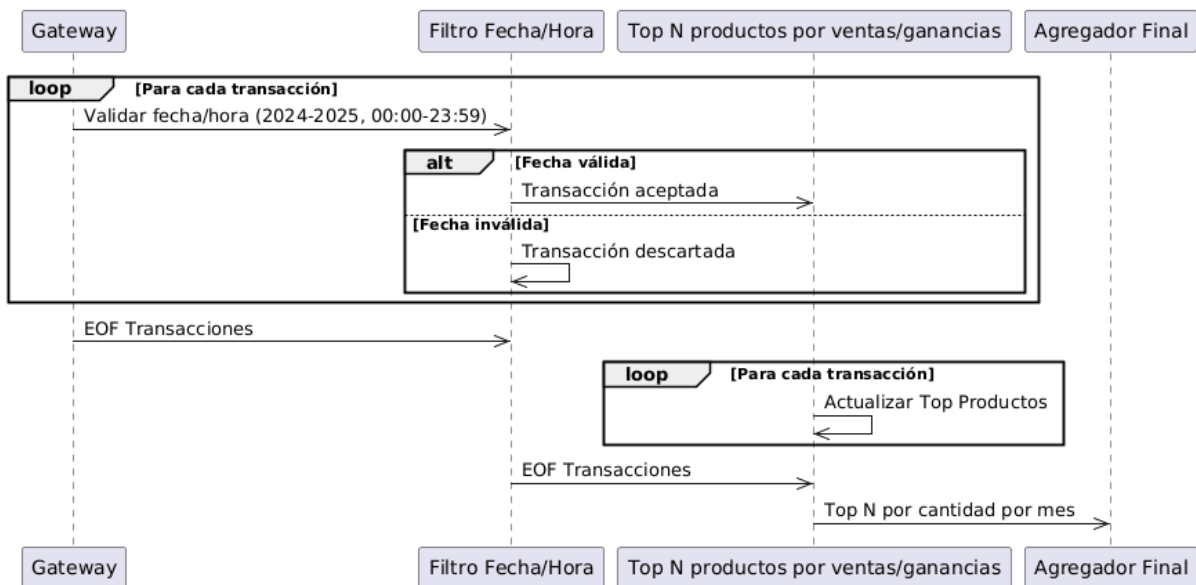 Gateway
Filtro Fecha/Hora
Top N productos por ventas/ganancias
Agregador Final
loop [Para cada transacción]
Validar fecha/hora (2024-2025, 00:00-23:59)
alt [Fecha válida]
Transacción aceptada
[Fecha inválida]
Transacción descartada
EOF Transacciones
loop [Para cada transacción]
Actualizar Top Productos
EOF Transacciones
Top N por cantidad por mes
Gateway
Filtro Fecha/Hora
Top N productos por ventas/ganancias
Agregador Final